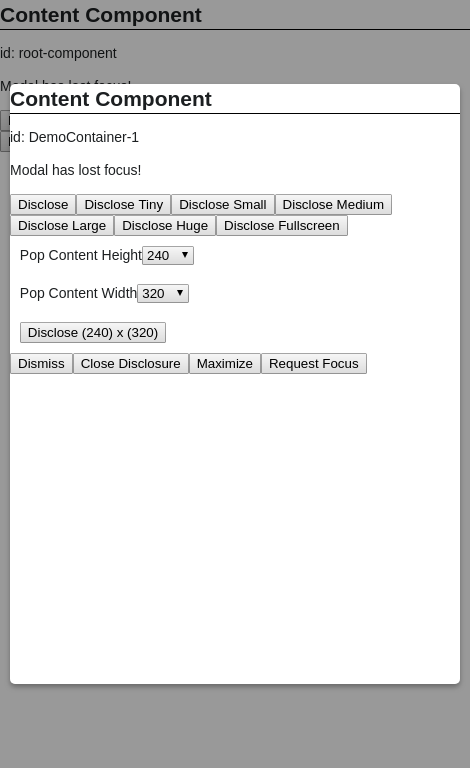 Content Component
id: root-component
Modal has lost focus!
Content Component
id: DemoContainer-1
Modal has lost focus!
Disclose Disclose Tiny Disclose Small Disclose Medium
Disclose Large Disclose Huge Disclose Fullscreen
Pop Content Height 240
Pop Content Width 320
Disclose (240) x (320)
Dismiss Close Disclosure Maximize Request Focus